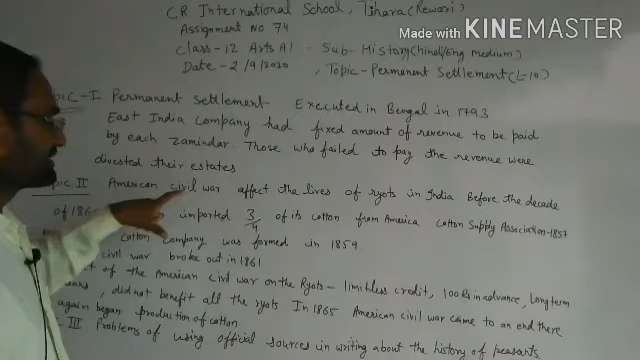 C.R International School, Tihara (Rewari)
Assignment No 74
Made with KINEMASTER
Class-12 Arts A1 Sub- History (hindi/Eng medium)
Date-2/9/2020, Topic-Permanent Settlement (L-10)
Topic-I Permanent Settlement- Executed in Bengal in 1793
East India Company had fixed amount of revenue to be paid
by each Zamindar. Those who failed to pay the revenue were
divested their estates
II American civil war affect the lives of ryots in India Before the decade
of imported 3/4 of its cotton from America Cotton Supply Association-1857
cotton company was formed in 1859
civil war broke out in 1861
of the American civil war on the Ryots- limitless credit, 100 Rs in advance, long term
, did not benefit all the ryots In 1865 American civil war came to an end there
again began production of cotton
III Problems of using official sources in writing about the history of peasants